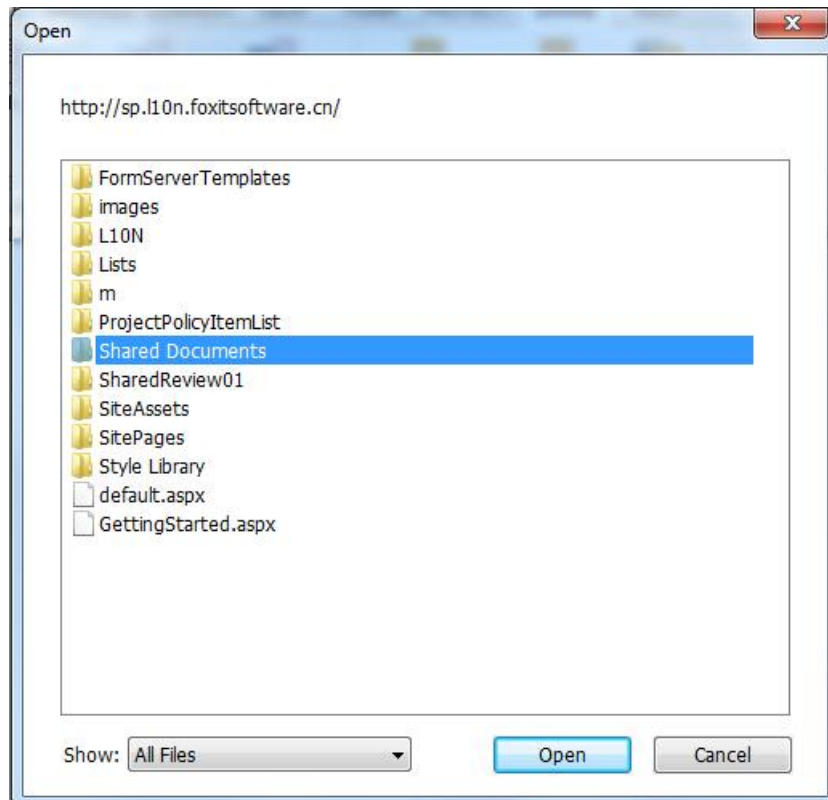 Open
http://sp.l10n.foxitsoftware.cn/
FormServerTemplates
images
L10N
Lists
m
ProjectPolicyItemList
Shared Documents
SharedReview01
SiteAssets
SitePages
Style Library
default.aspx
GettingStarted.aspx
Show: All Files Open Cancel